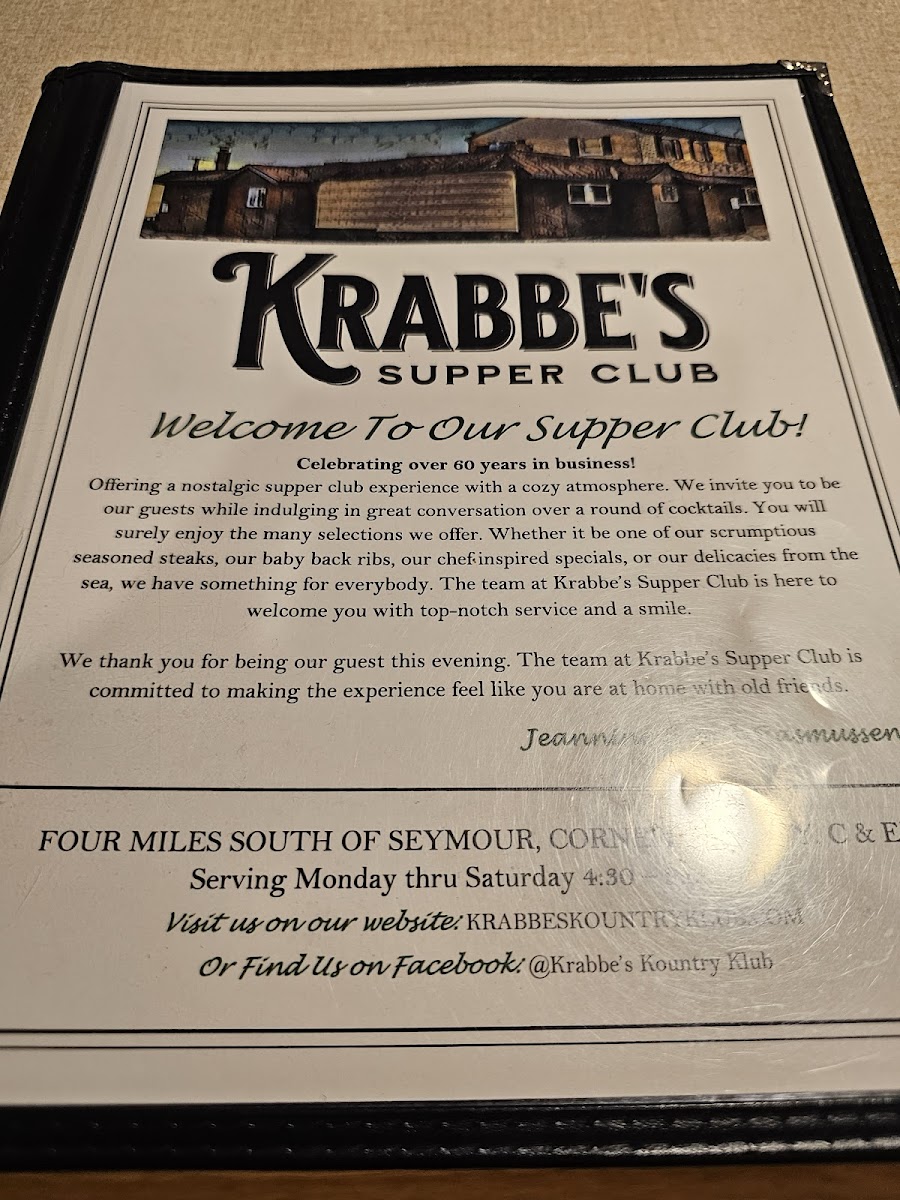 KRABBE'S
SUPPER CLUB
Welcome To Our Supper Club!
Celebrating over 60 years in business!
Offering a nostalgic supper club experience with a cozy atmosphere. We invite you to be
our guests while indulging in great conversation over a round of cocktails. You will
surely enjoy the many selections we offer. Whether it be one of our scrumptious
seasoned steaks, our baby back ribs, our chef-inspired specials, or our delicacies from the
sea, we have something for everybody. The team at Krabbe's Supper Club is here to
welcome you with top-notch service and a smile.
We thank you for being our guest this evening. The team at Krabbe's Supper Club is
committed to making the experience feel like you are at home with old friends.
FOUR MILES SOUTH OF SEYMOUR, C &
Serving Monday thru Saturday 4:30 -
Visit us on our website: KRABBESKOUNTRYKLUB.COM
Or Find Us on Facebook: @Krabbe's Kountry Klub